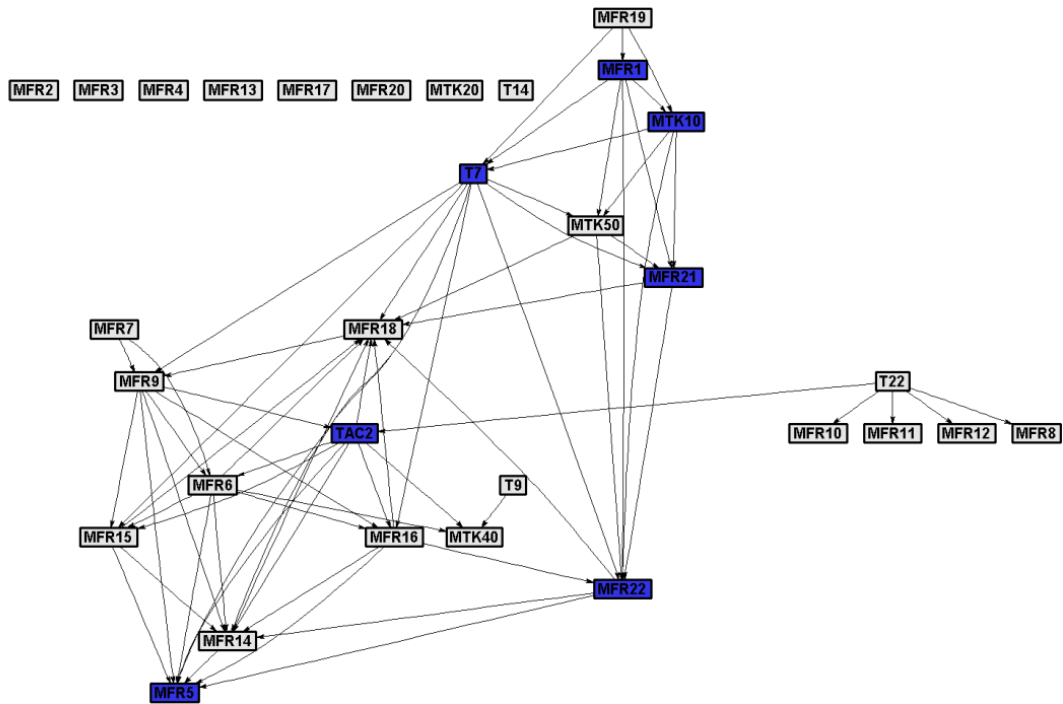 MFR19
MFR1
MFR2 MFR3 MFR4 MFR13 MFR17 MFR20 MTK20 T14
MTK10
T7
MTK50
MFR21
MFR7 MFR18
MFR9 T22
TAC2 MFR10 MFR11 MFR12 MFR8
MFR6 T9
MFR15 MFR16 MTK40
MFR22
MFR14
MFR5